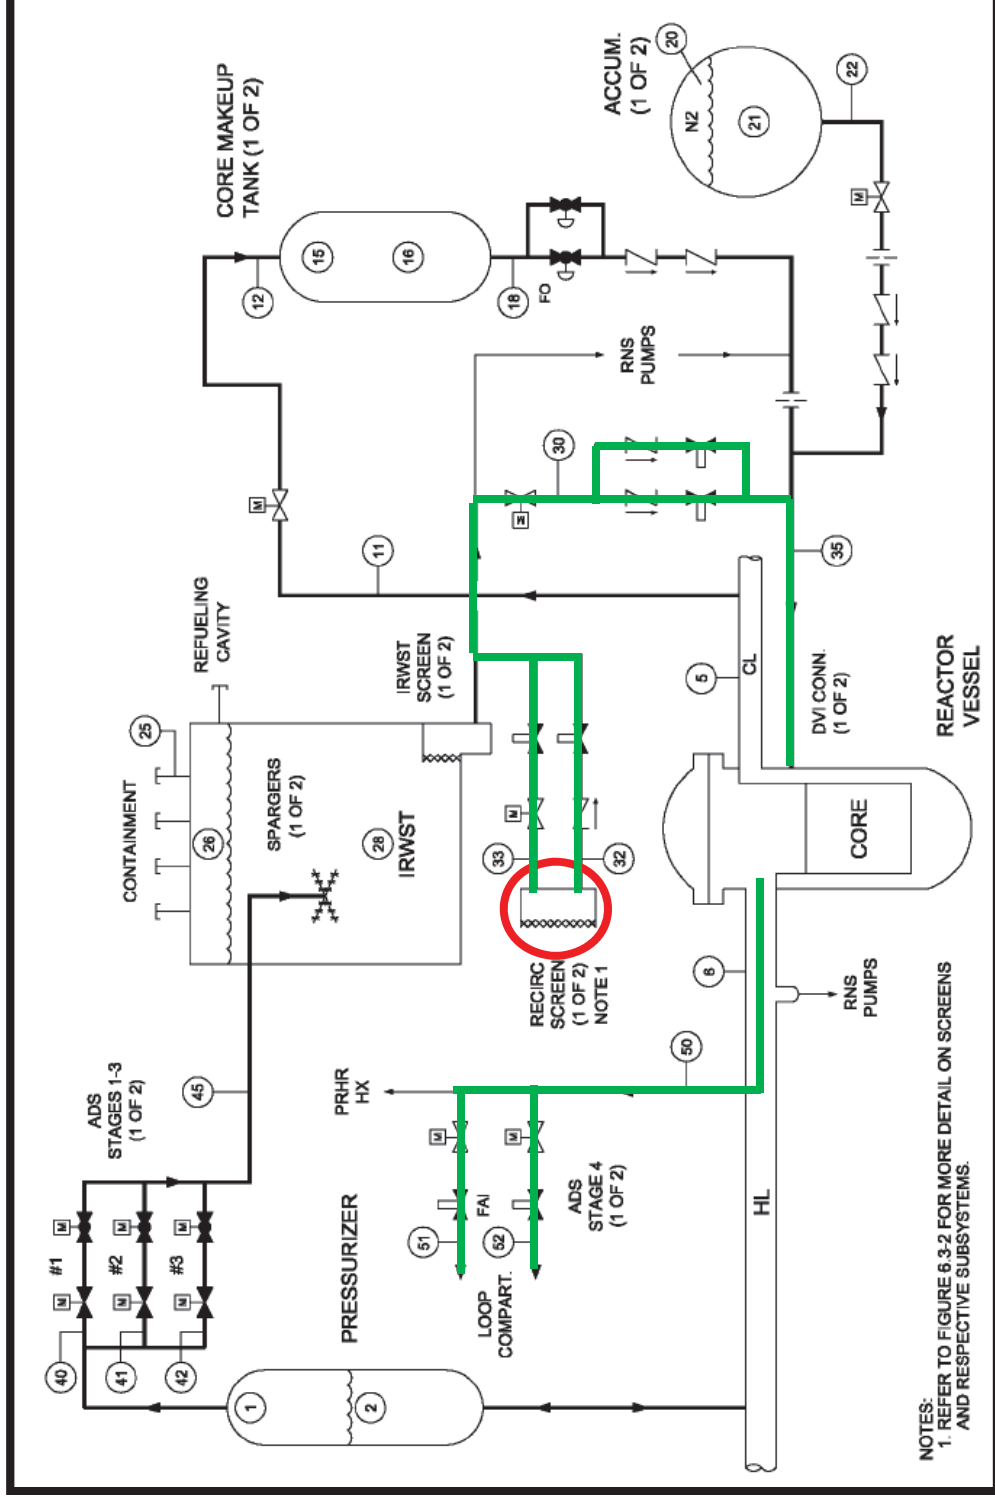 CORE MAKEUP
TANK (1 OF 2)
ACCUM.
(1 OF 2)
20
22
N2
21
M
15
16
12
18
FO
RNS
PUMPS
30
M
M
11
35
REFUELING
CAVITY
CONTAINMENT
25
26
SPARGERS
(1 OF 2)
28
IRWST
IRWST
SCREEN
(1 OF 2)
5
CL
DVI CONN.
(1 OF 2)
REACTOR
VESSEL
CORE
M
33
32
RECIRC
SCREEN
(1 OF 2)
NOTE 1
6
RNS
PUMPS
50
HL
PRHR
HX
M
M
FAI
51
52
ADS
STAGE 4
(1 OF 2)
LOOP
COMPART.
ADS
STAGES 1-3
(1 OF 2)
45
M
M
M
#1
#2
#3
M
M
M
40
41
42
PRESSURIZER
1
2
NOTES:
1. REFER TO FIGURE 6.3-2 FOR MORE DETAIL ON SCREENS
AND RESPECTIVE SUBSYSTEMS.